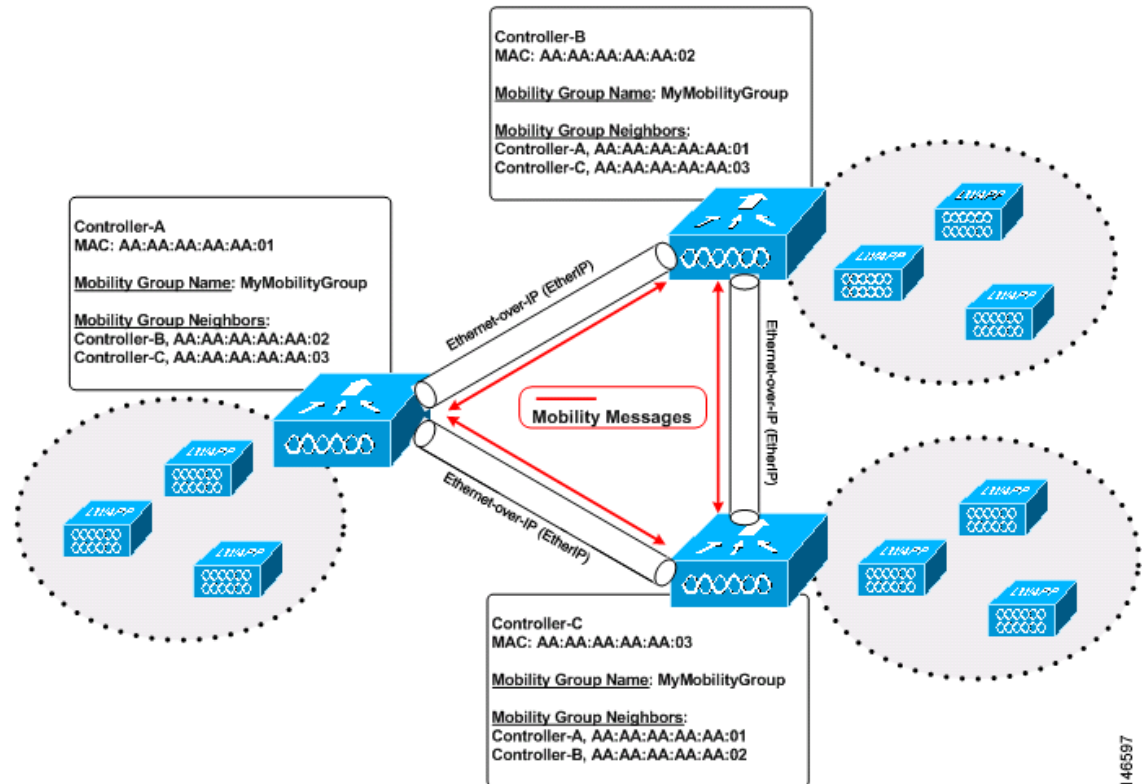 Controller-B
MAC: AA:AA:AA:AA:AA:02
Mobility Group Name: MyMobilityGroup
Mobility Group Neighbors:
Controller-A, AA:AA:AA:AA:AA:01
Controller-C, AA:AA:AA:AA:AA:03
Controller-A
MAC: AA:AA:AA:AA:AA:01
Mobility Group Name: MyMobilityGroup
Mobility Group Neighbors:
Controller-B, AA:AA:AA:AA:AA:02
Controller-C, AA:AA:AA:AA:AA:03
LWAPP
LWAPP
LWAPP
Ethernet-over-IP (EtherIP)
Ethernet-over-IP (EtherIP)
Mobility Messages
Ethernet-over-IP (EtherIP)
LWAPP
LWAPP
LWAPP
LWAPP
LWAPP
LWAPP
Controller-C
MAC: AA:AA:AA:AA:AA:03
Mobility Group Name: MyMobilityGroup
Mobility Group Neighbors:
Controller-A, AA:AA:AA:AA:AA:01
Controller-B, AA:AA:AA:AA:AA:02
146597